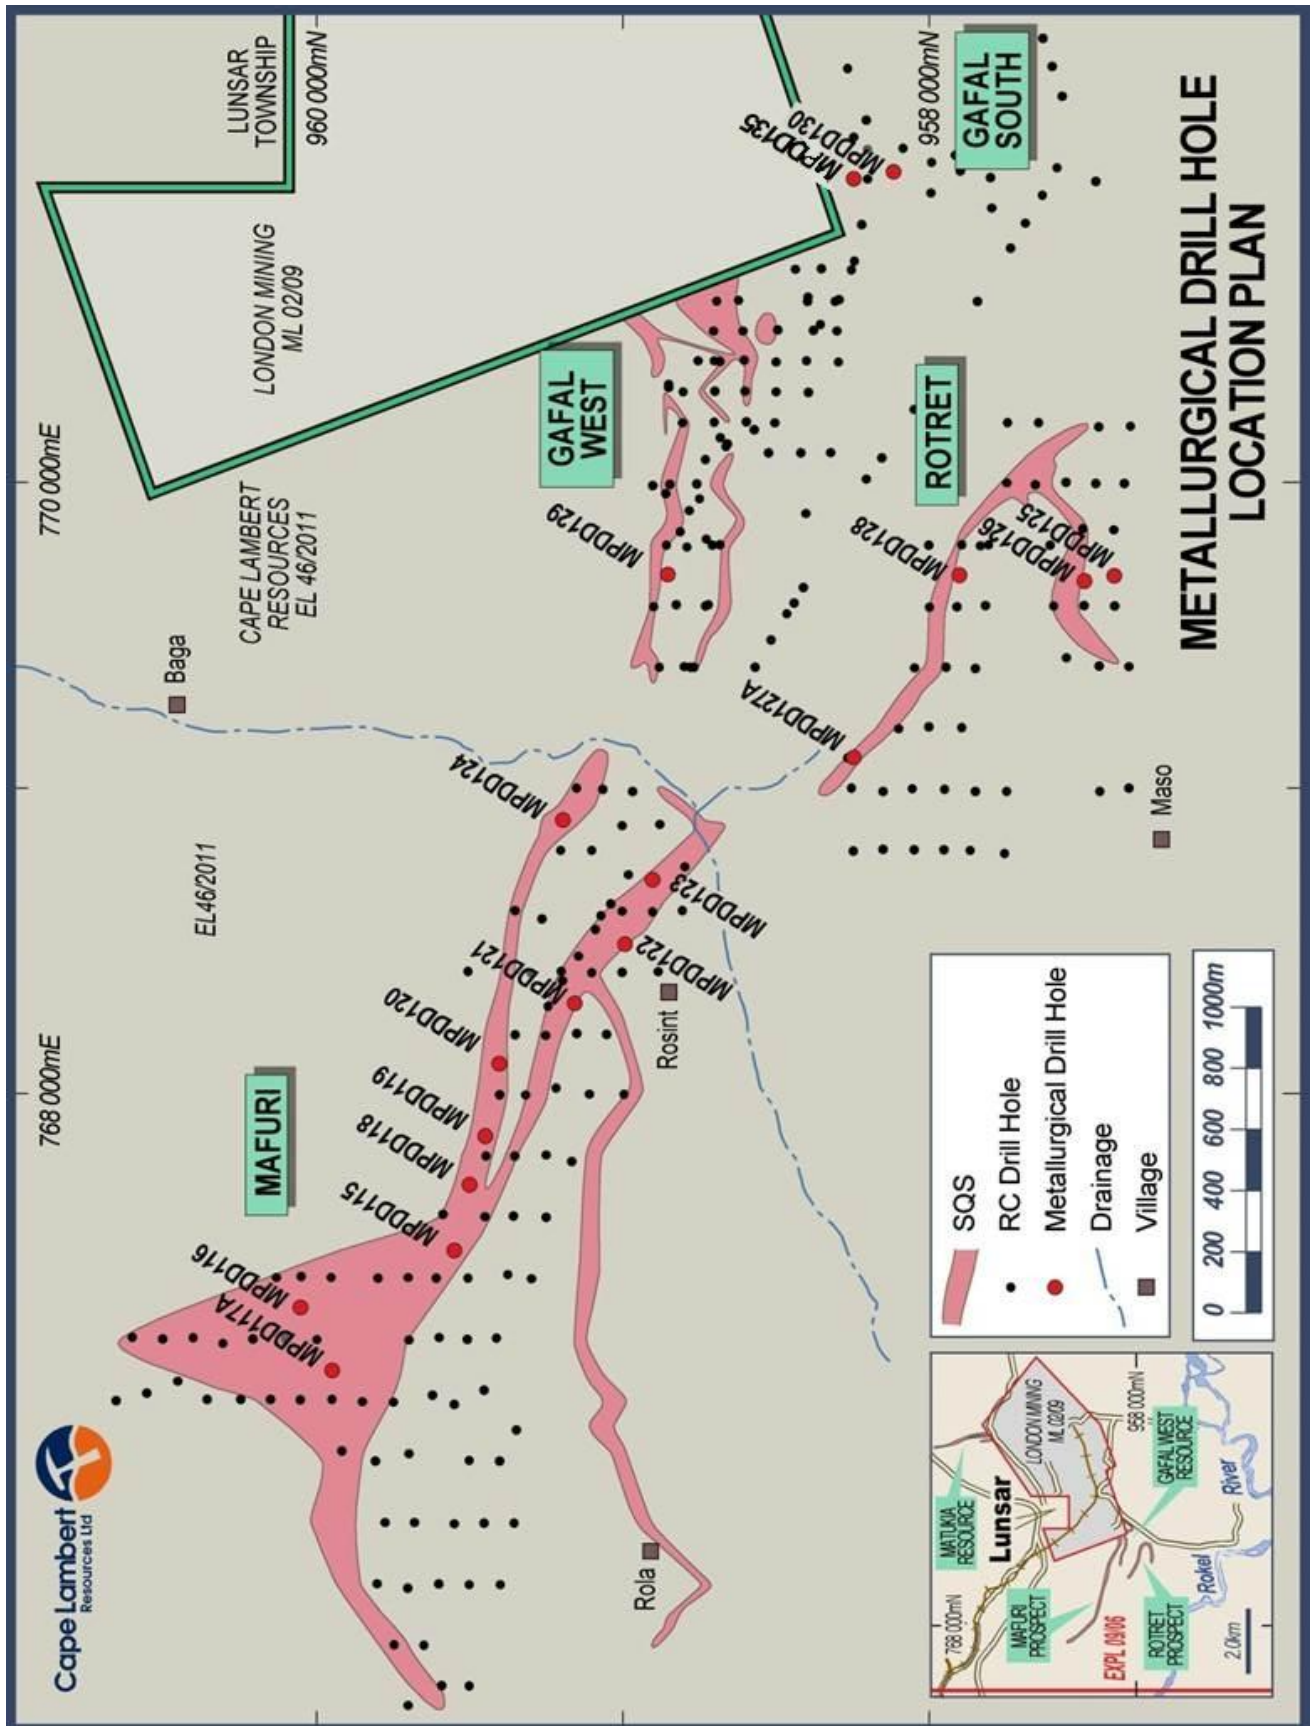 Cape Lambert
Resources Ltd
768 000mE
770 000mE
EL46/2011
Baga
CAPE LAMBERT
RESOURCES
EL 46/2011
LONDON MINING
ML 02/09
LUNSAR
TOWNSHIP
960 000mN
MAFURI
MPDD117A
MPDD116
MPDD115
MPDD118
MPDD119
MPDD120
MPDD121
MPDD124
MPDD122
MPDD123
Rosint
Rola
GAFAL
WEST
MPDD129
MPDD127A
MPDD128
MPDD126
MPDD125
ROTRET
MPDD135
MPDD130
958 000mN
GAFAL
SOUTH
Maso
METALLURGICAL DRILL HOLE
LOCATION PLAN
SQS
RC Drill Hole
Metallurgical Drill Hole
Drainage
Village
0 200 400 600 800 1000m
768 000mN
MATUKIA
RESOURCE
Lunsar
LONDON MINING
ML 02/09
MAFURI
PROSPECT
958 000mN
EXPL 09/06
GAFAL WEST
RESOURCE
ROTRET
PROSPECT
Rokel
River
2.0km